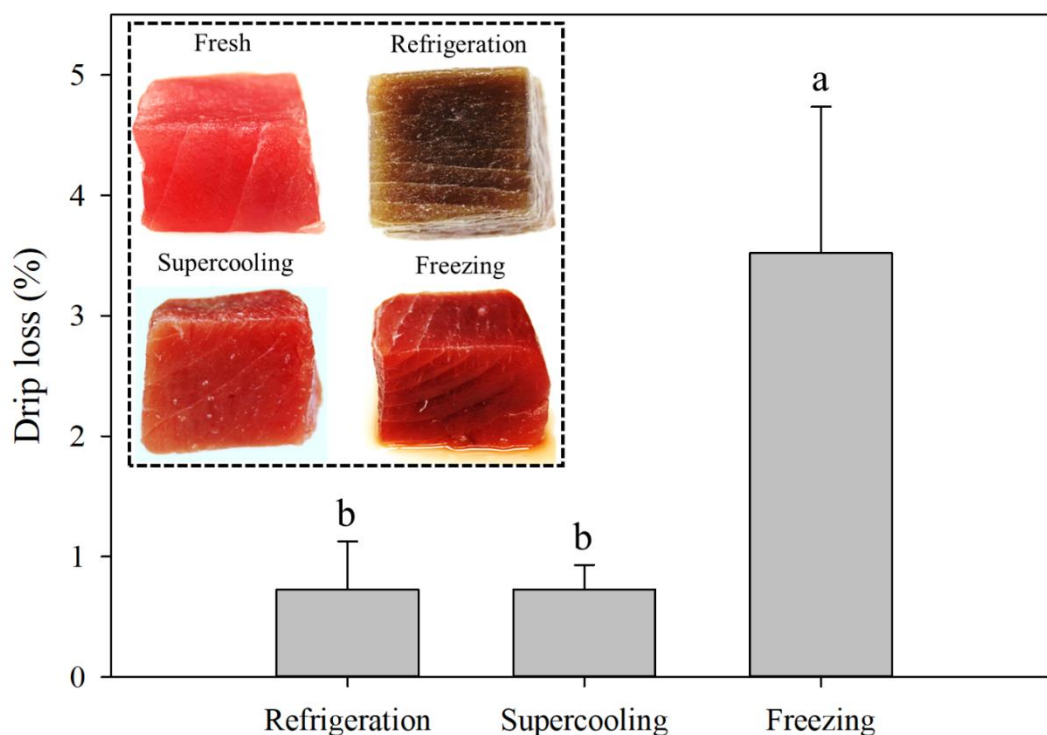 Fresh Refrigeration
Supercooling Freezing
Drip loss (%)
5
4
3
2
1
0
a
b b
Refrigeration Supercooling Freezing